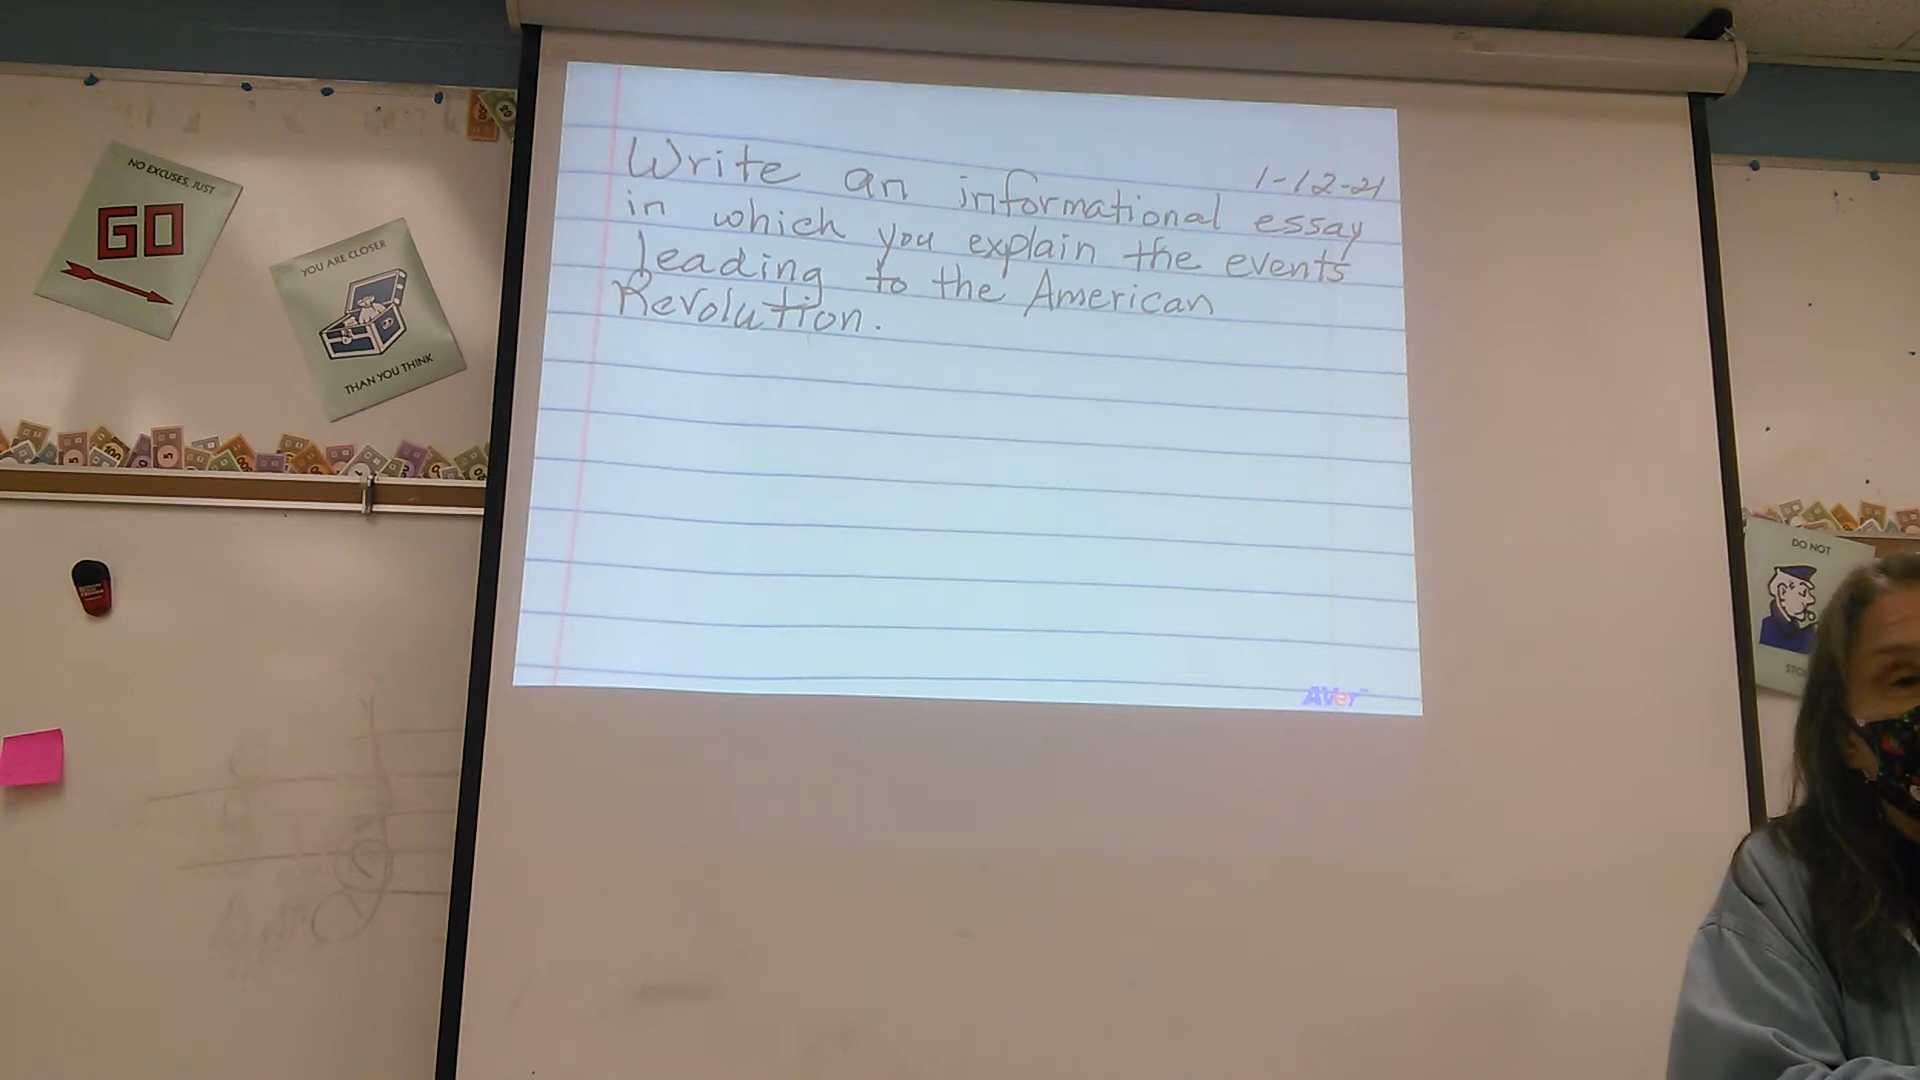 NO EXCUSES, JUST
GO
YOU ARE CLOSER
THAN YOU THINK
1-12-21
Write an informational essay
in which you explain the events
leading to the American
Revolution.
AVer
DO NOT